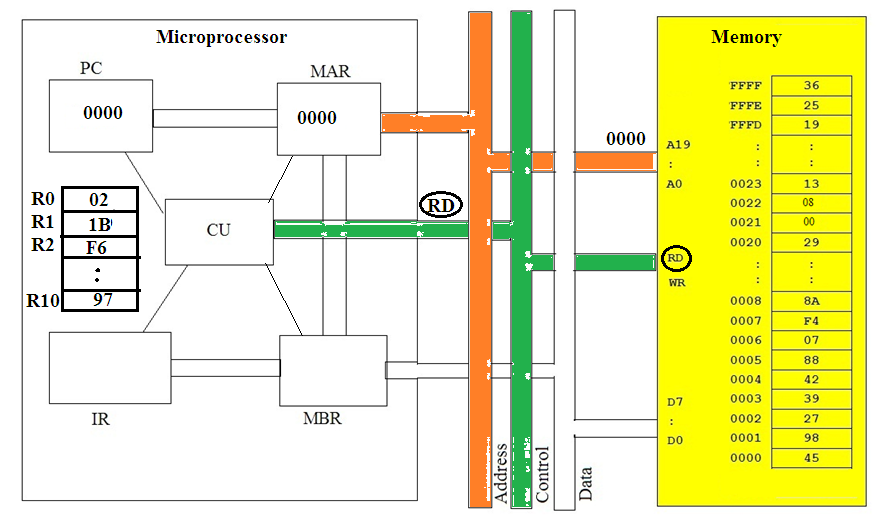 Microprocessor
PC
0000
MAR
0000
R0 02
R1 1B
R2 F6
:
R10 97
CU
RD
IR
MBR
Address
Control
Data
0000
Memory
A19
:
A0
RD
WR
D7
:
D0
FFFF 36
FFFE 25
FFFD 19
: :
: :
0023 13
0022 08
0021 00
0020 29
: :
: :
0008 8A
0007 F4
0006 07
0005 88
0004 42
0003 39
0002 27
0001 98
0000 45